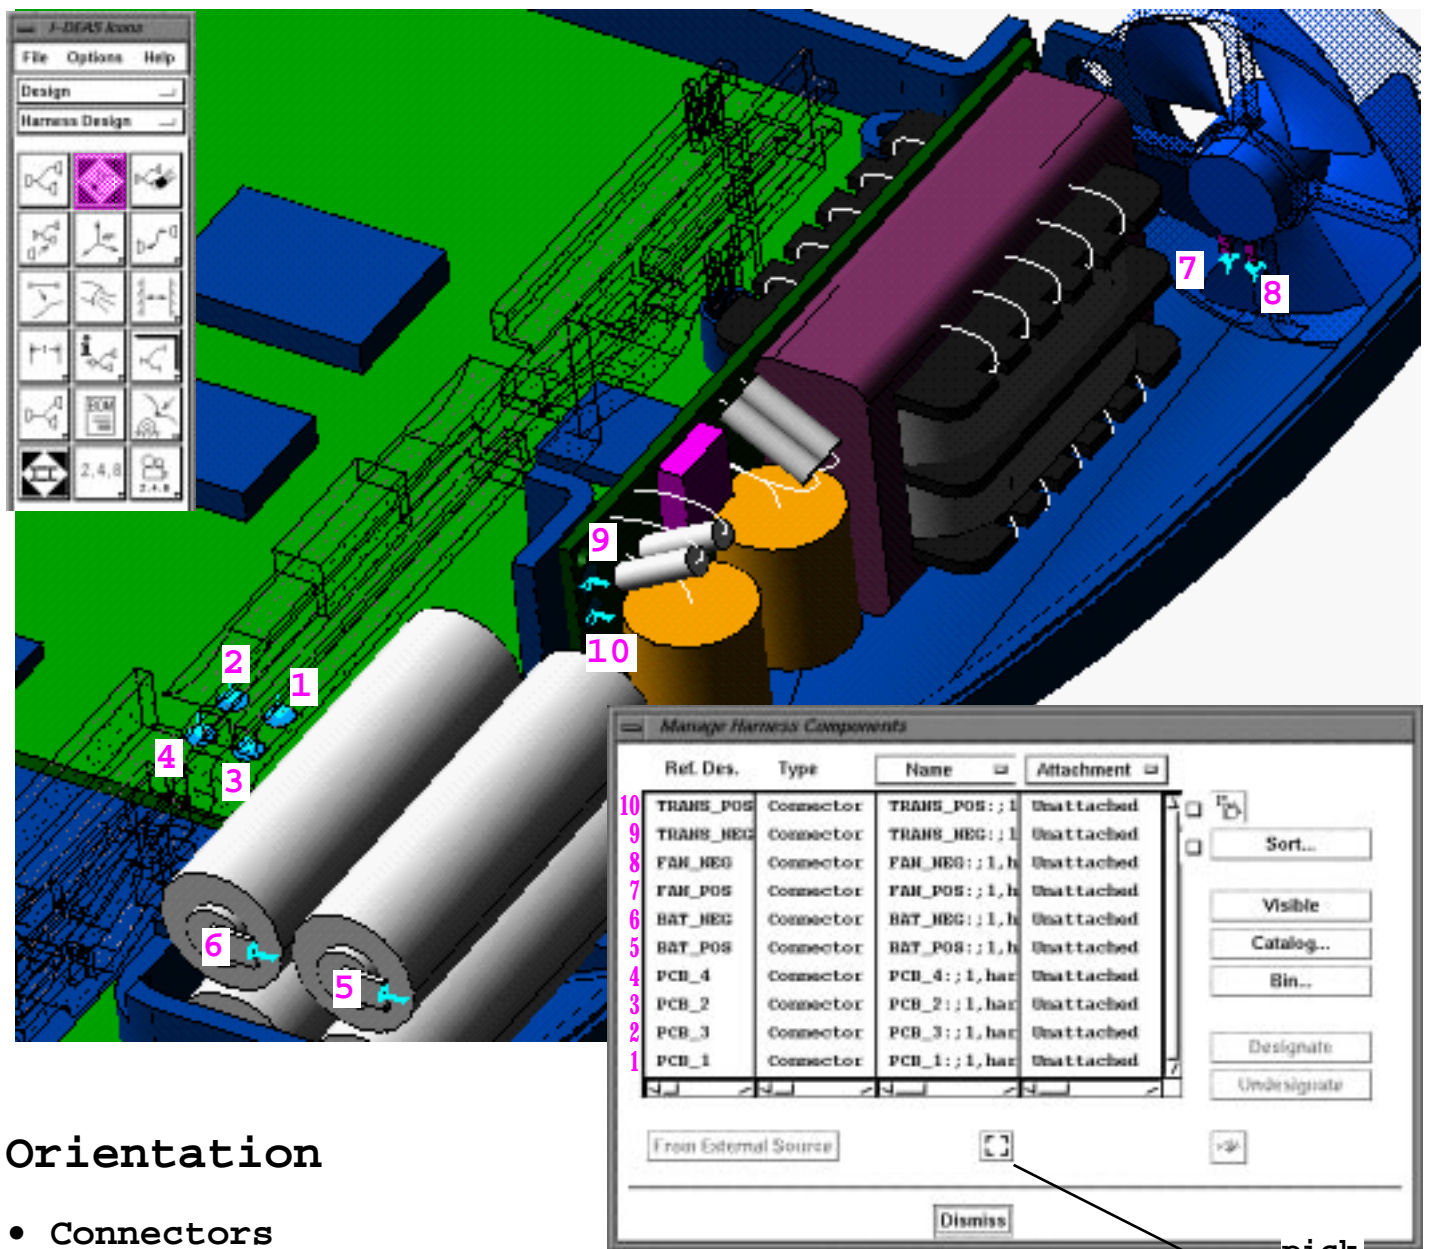 I-DEAS Icons
File Options Help
Design
Harness Design
BOM
2,4,8
2,4,8
7
8
9
10
2
1
4
3
6
5
Manage Harness Components
Ref. Des. Type Name Attachment
10 TRANS_POS Connector TRANS_POS:;1 Unattached
9 TRANS_NEG Connector TRANS_NEG:;1 Unattached
8 FAN_NEG Connector FAN_NEG:;1,h Unattached
7 FAN_POS Connector FAN_POS:;1,h Unattached
6 BAT_NEG Connector BAT_NEG:;1,h Unattached
5 BAT_POS Connector BAT_POS:;1,h Unattached
4 PCB_4 Connector PCB_4:;1,har Unattached
3 PCB_2 Connector PCB_2:;1,har Unattached
2 PCB_3 Connector PCB_3:;1,har Unattached
1 PCB_1 Connector PCB_1:;1,har Unattached
Sort...
Visible
Catalog...
Bin...
Designate
Undesignate
From External Source
Dismiss
Orientation
• Connectors
pick